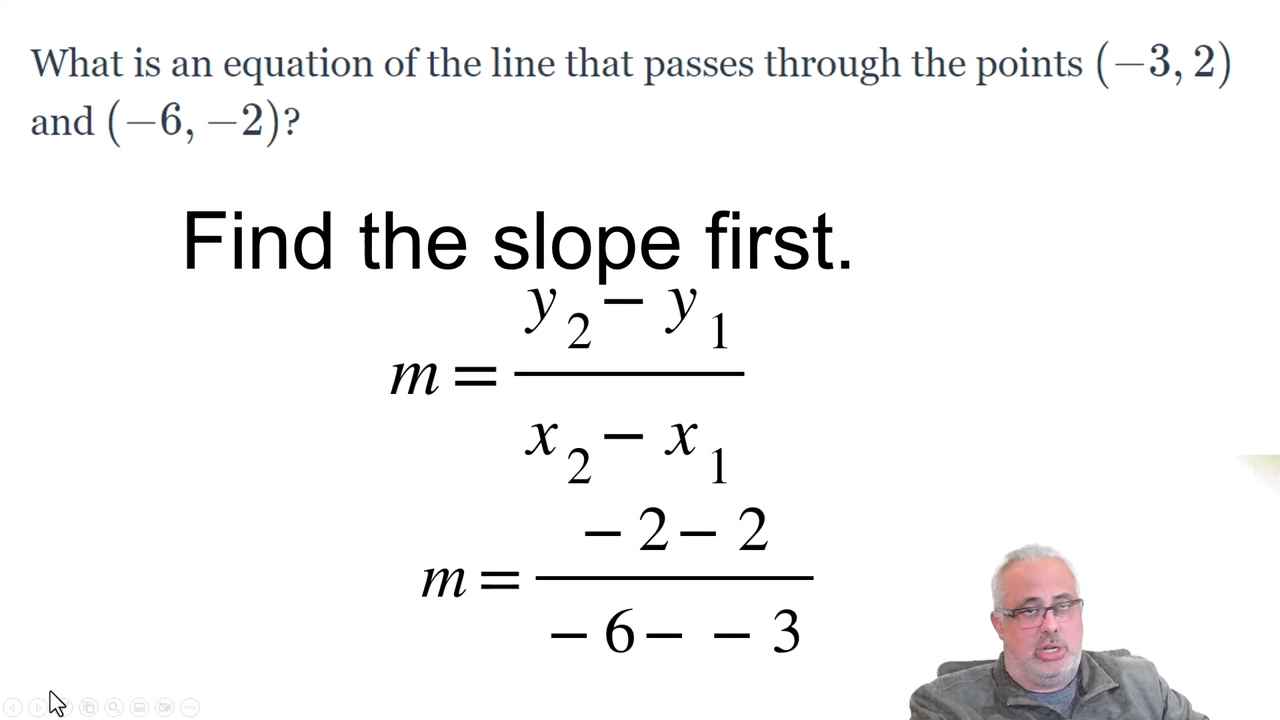 What is an equation of the line that passes through the points (−3, 2)
and (−6, −2)?
Find the slope first.
m = (y₂ − y₁) / (x₂ − x₁)
m = (− 2 − 2) / (− 6 − − 3)